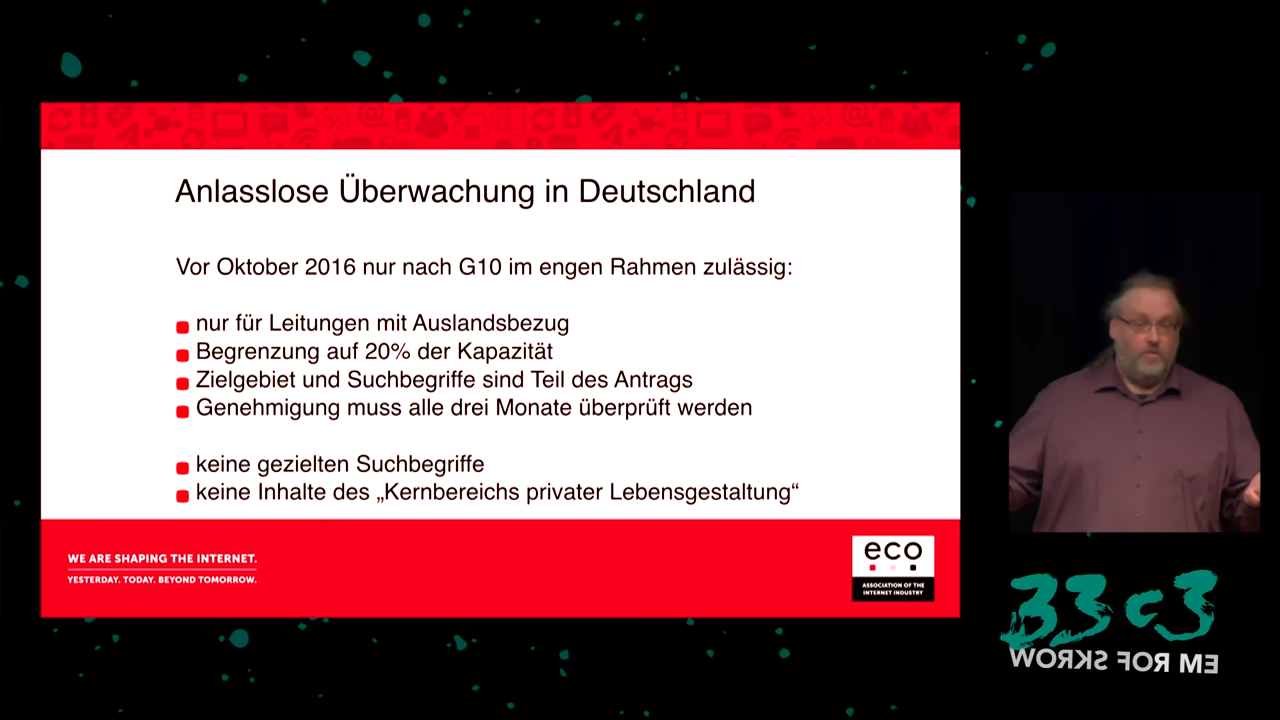 Anlasslose Überwachung in Deutschland
Vor Oktober 2016 nur nach G10 im engen Rahmen zulässig:
nur für Leitungen mit Auslandsbezug
Begrenzung auf 20% der Kapazität
Zielgebiet und Suchbegriffe sind Teil des Antrags
Genehmigung muss alle drei Monate überprüft werden
keine gezielten Suchbegriffe
keine Inhalte des „Kernbereichs privater Lebensgestaltung“
WE ARE SHAPING THE INTERNET.
YESTERDAY. TODAY. BEYOND TOMORROW.
eco
ASSOCIATION OF THE
INTERNET INDUSTRY
33c3
WORKS FOR ME